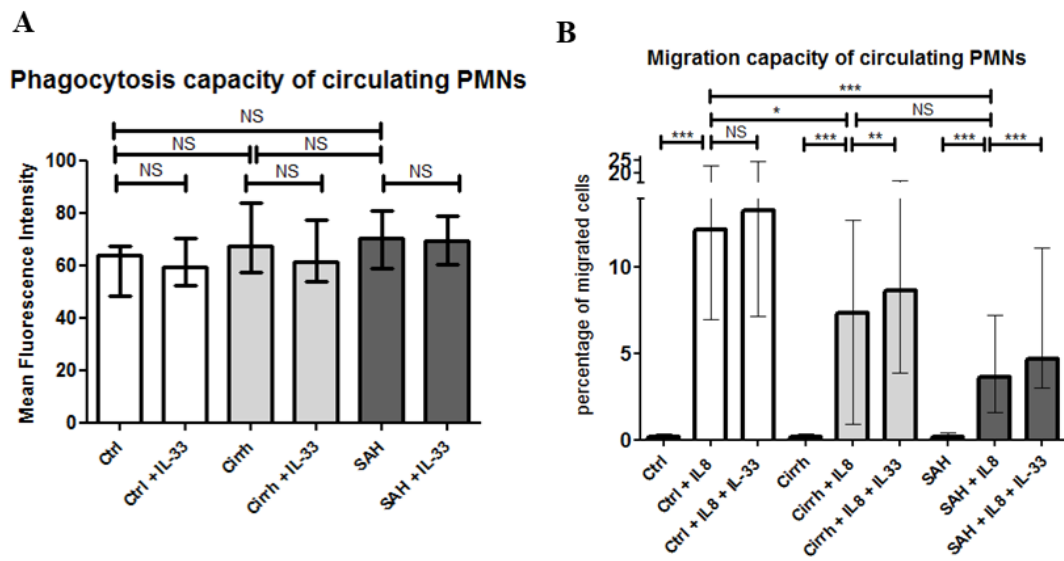 A
Phagocytosis capacity of circulating PMNs
NS
NS
NS
NS
NS
NS
100
80
60
40
20
0
Mean Fluorescence Intensity
Ctrl
Ctrl + IL-33
Cirrh
Cirrh + IL-33
SAH
SAH + IL-33
B
Migration capacity of circulating PMNs
***
*
NS
***
NS
***
**
***
***
25
20
10
5
0
percentage of migrated cells
Ctrl
Ctrl + IL8
Ctrl + IL8 + IL-33
Cirrh
Cirrh + IL8
Cirrh + IL8 + IL33
SAH
SAH + IL8
SAH + IL8 + IL-33